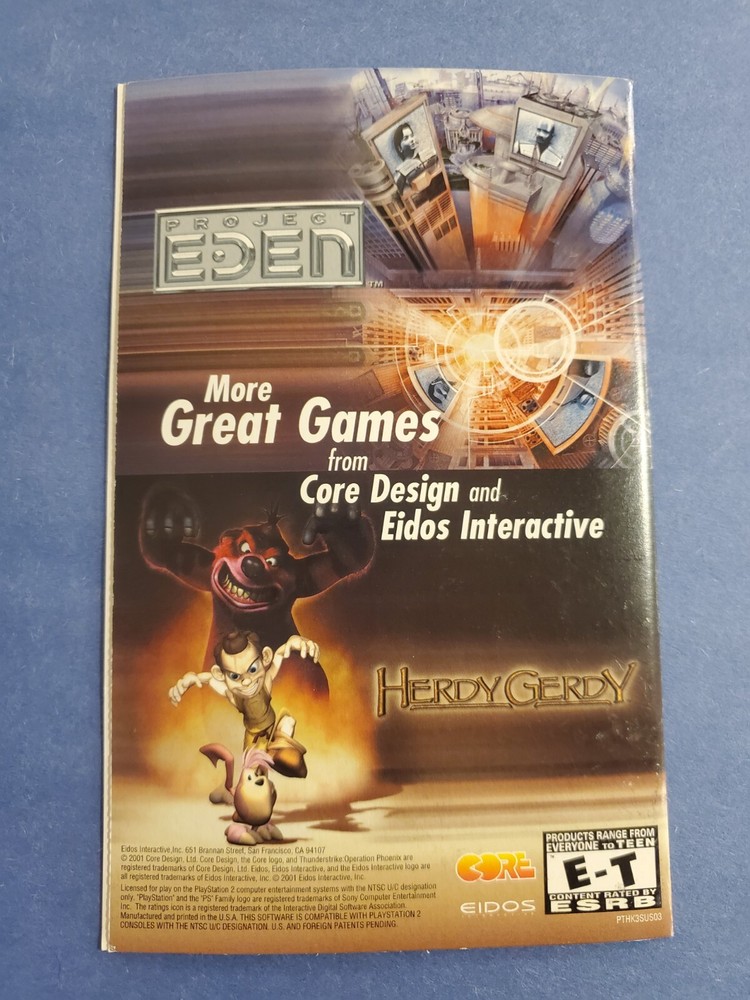 PROJECT
EDEN
TM
More
Great Games
from
Core Design and
Eidos Interactive
HERDY GERDY
Eidos Interactive, Inc. 651 Brannan Street, San Francisco, CA 94107
© 2001 Core Design, Ltd. Core Design, the Core logo, and Thunderstrike:Operation Phoenix are
registered trademarks of Core Design, Ltd. Eidos, Eidos Interactive, and the Eidos Interactive logo are
all registered trademarks of Eidos Interactive, Inc. © 2001 Eidos Interactive, Inc.
Licensed for play on the PlayStation 2 computer entertainment systems with the NTSC U/C designation
only. "PlayStation" and the "PS" Family logo are registered trademarks of Sony Computer Entertainment
Inc. The ratings icon is a registered trademark of the Interactive Digital Software Association.
Manufactured and printed in the U.S.A. THIS SOFTWARE IS COMPATIBLE WITH PLAYSTATION 2
CONSOLES WITH THE NTSC U/C DESIGNATION. U.S. AND FOREIGN PATENTS PENDING.
CORE
EIDOS
PRODUCTS RANGE FROM
EVERYONE TO TEEN
E-T
CONTENT RATED BY
ESRB
PTHK3SUS03